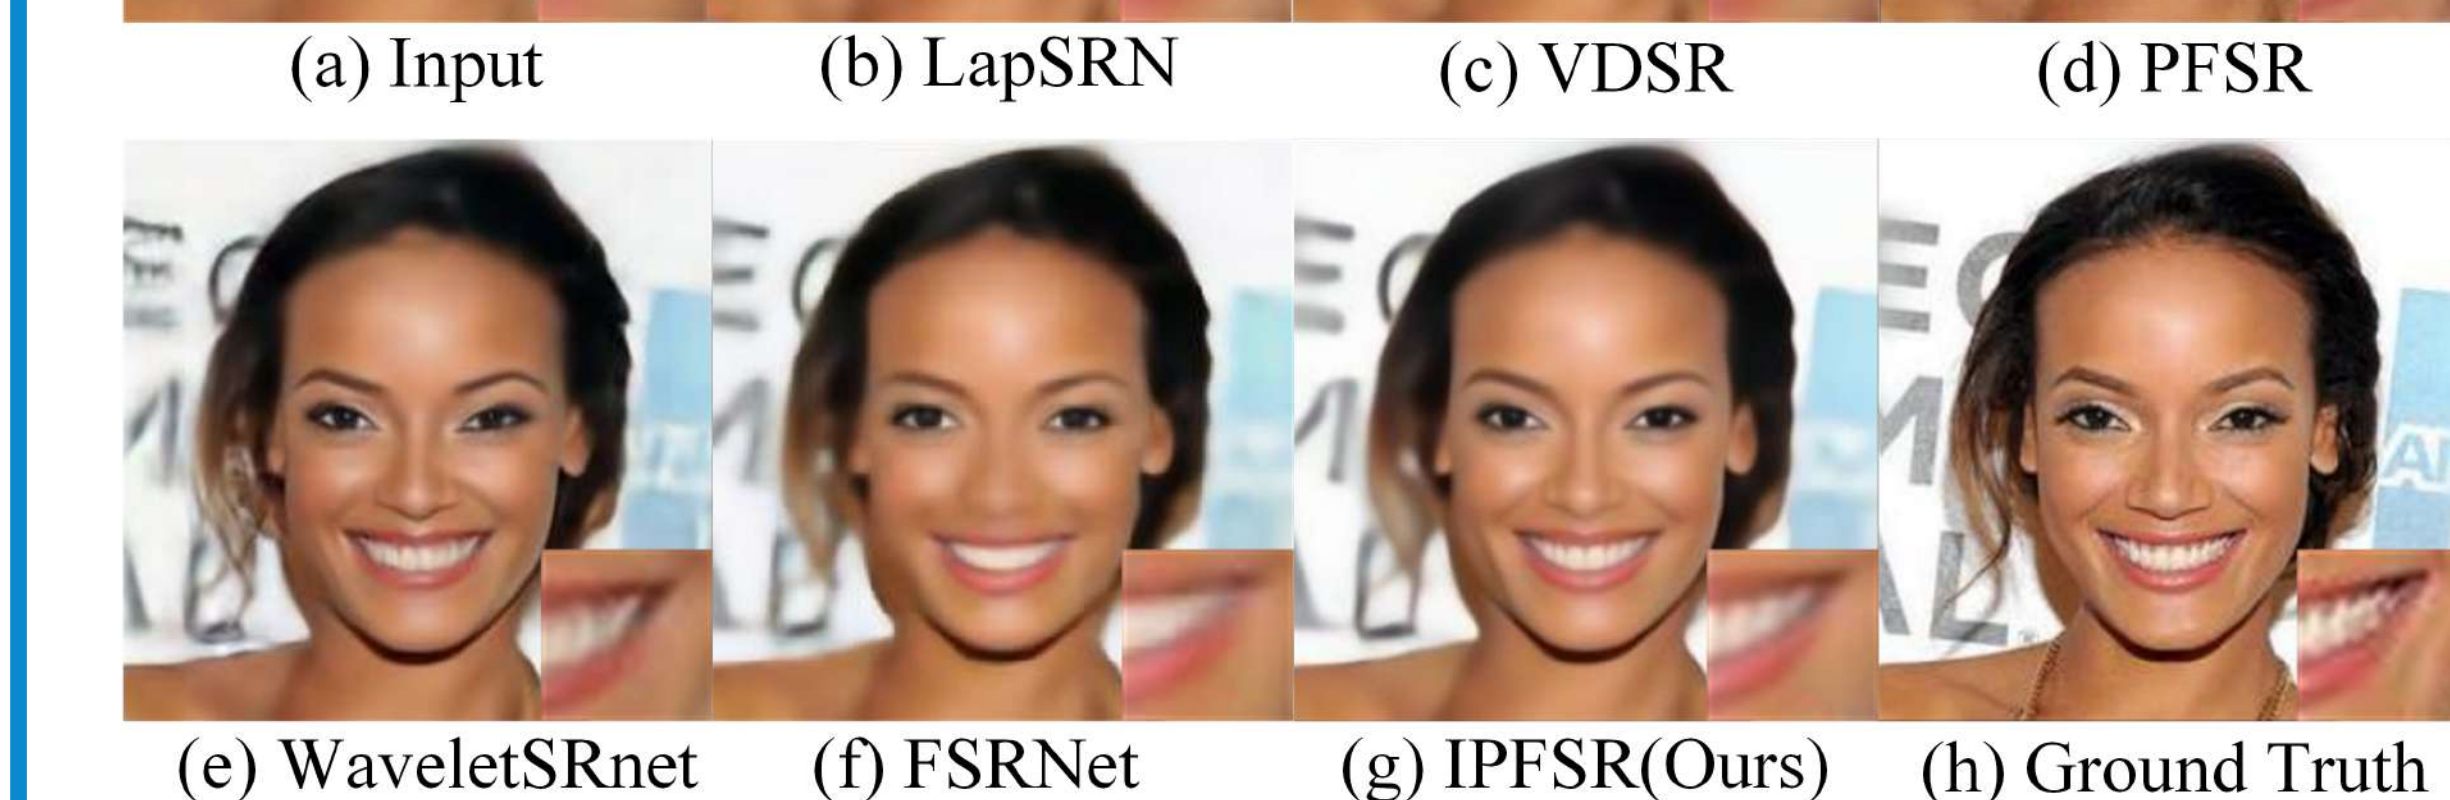 (a) Input (b) LapSRN (c) VDSR (d) PFSR
(e) WaveletSRnet (f) FSRNet (g) IPFSR(Ours) (h) Ground Truth